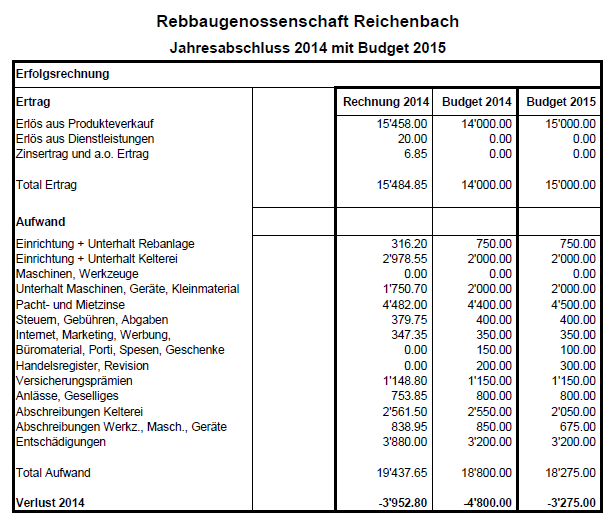 Rebbaugenossenschaft Reichenbach
Jahresabschluss 2014 mit Budget 2015
Erfolgsrechnung
Ertrag Rechnung 2014 Budget 2014 Budget 2015
Erlös aus Produkteverkauf 15'458.00 14'000.00 15'000.00
Erlös aus Dienstleistungen 20.00 0.00 0.00
Zinsertrag und a.o. Ertrag 6.85 0.00 0.00
Total Ertrag 15'484.85 14'000.00 15'000.00
Aufwand
Einrichtung + Unterhalt Rebanlage 316.20 750.00 750.00
Einrichtung + Unterhalt Kelterei 2'978.55 2'000.00 2'000.00
Maschinen, Werkzeuge 0.00 0.00 0.00
Unterhalt Maschinen, Geräte, Kleinmaterial 1'750.70 2'000.00 2'000.00
Pacht- und Mietzinse 4'482.00 4'400.00 4'500.00
Steuern, Gebühren, Abgaben 379.75 400.00 400.00
Internet, Marketing, Werbung, 347.35 350.00 350.00
Büromaterial, Porti, Spesen, Geschenke 0.00 150.00 100.00
Handelsregister, Revision 0.00 200.00 300.00
Versicherungsprämien 1'148.80 1'150.00 1'150.00
Anlässe, Geselliges 753.85 800.00 800.00
Abschreibungen Kelterei 2'561.50 2'550.00 2'050.00
Abschreibungen Werkz., Masch., Geräte 838.95 850.00 675.00
Entschädigungen 3'880.00 3'200.00 3'200.00
Total Aufwand 19'437.65 18'800.00 18'275.00
Verlust 2014 -3'952.80 -4'800.00 -3'275.00